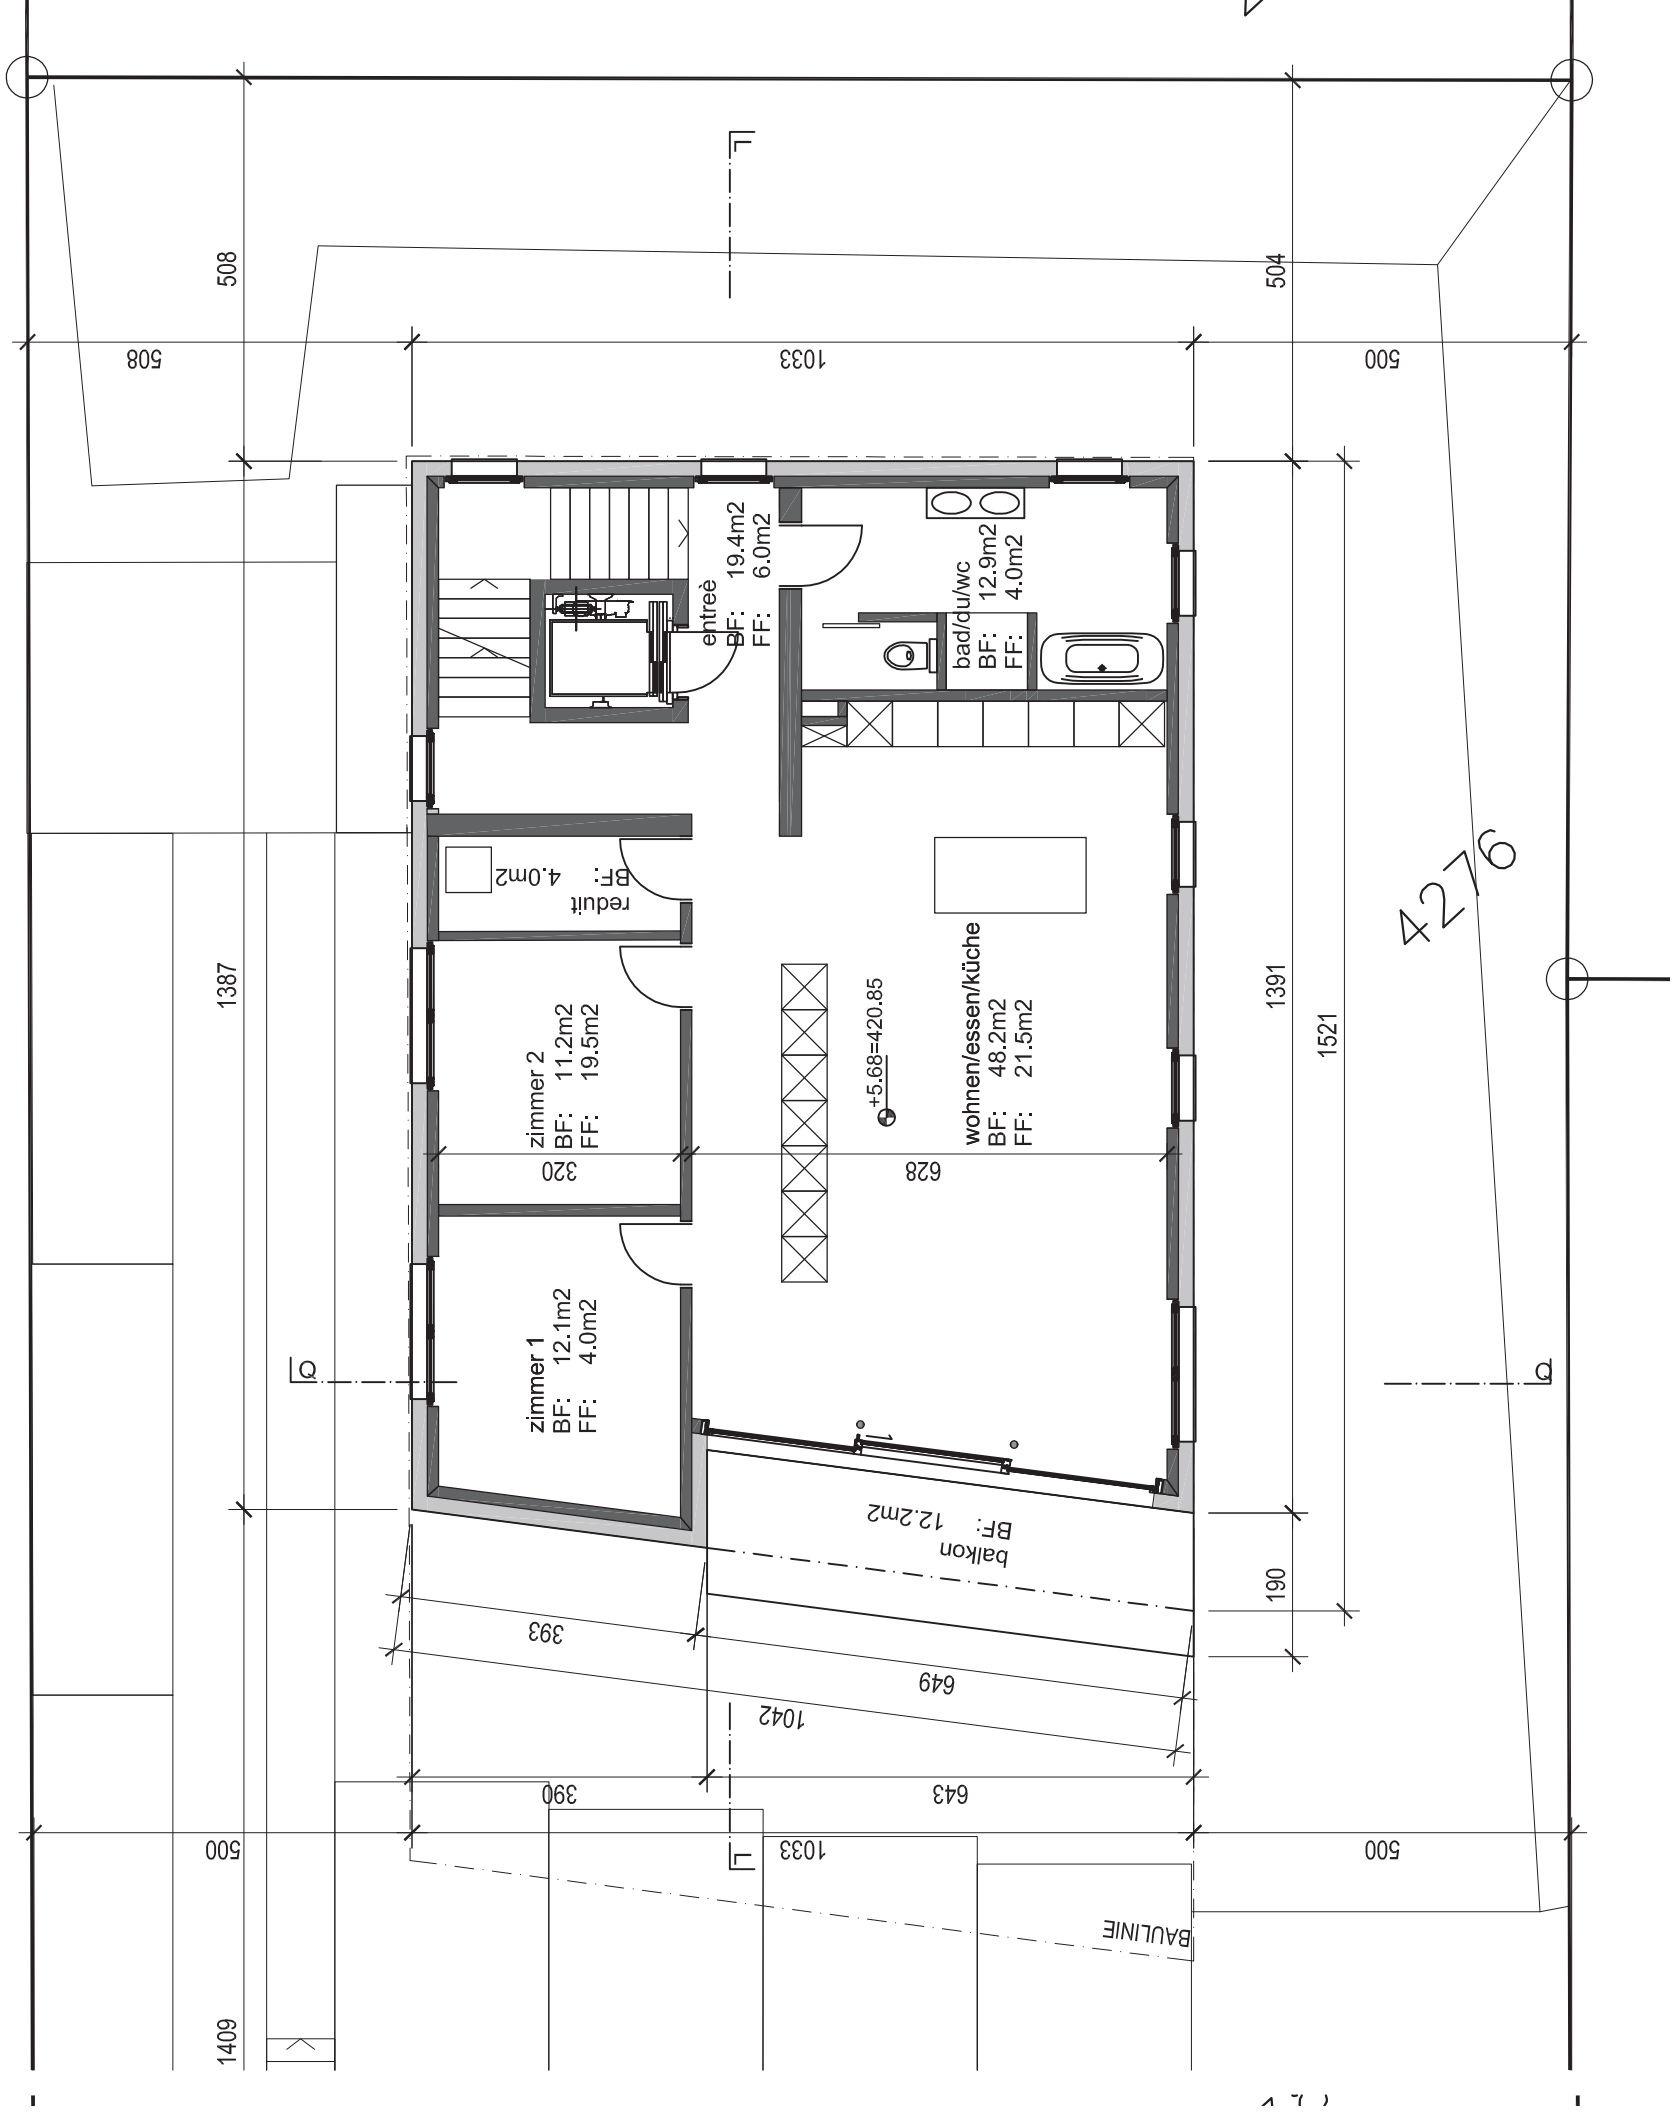 508
504
508
1033
500
L
entreè
BF: 19.4m2
FF: 6.0m2
bad/du/wc
BF: 12.9m2
FF: 4.0m2
reduit
BF: 4.0m2
4276
1387
zimmer 2
BF: 11.2m2
FF: 19.5m2
320
+5.68=420.85
wohnen/essen/küche
BF: 48.2m2
FF: 21.5m2
628
1391
1521
Q
zimmer 1
BF: 12.1m2
FF: 4.0m2
Q
1
balkon
BF: 12.2m2
190
393
649
1042
390
643
500
1033
500
L
BAULINIE
1409